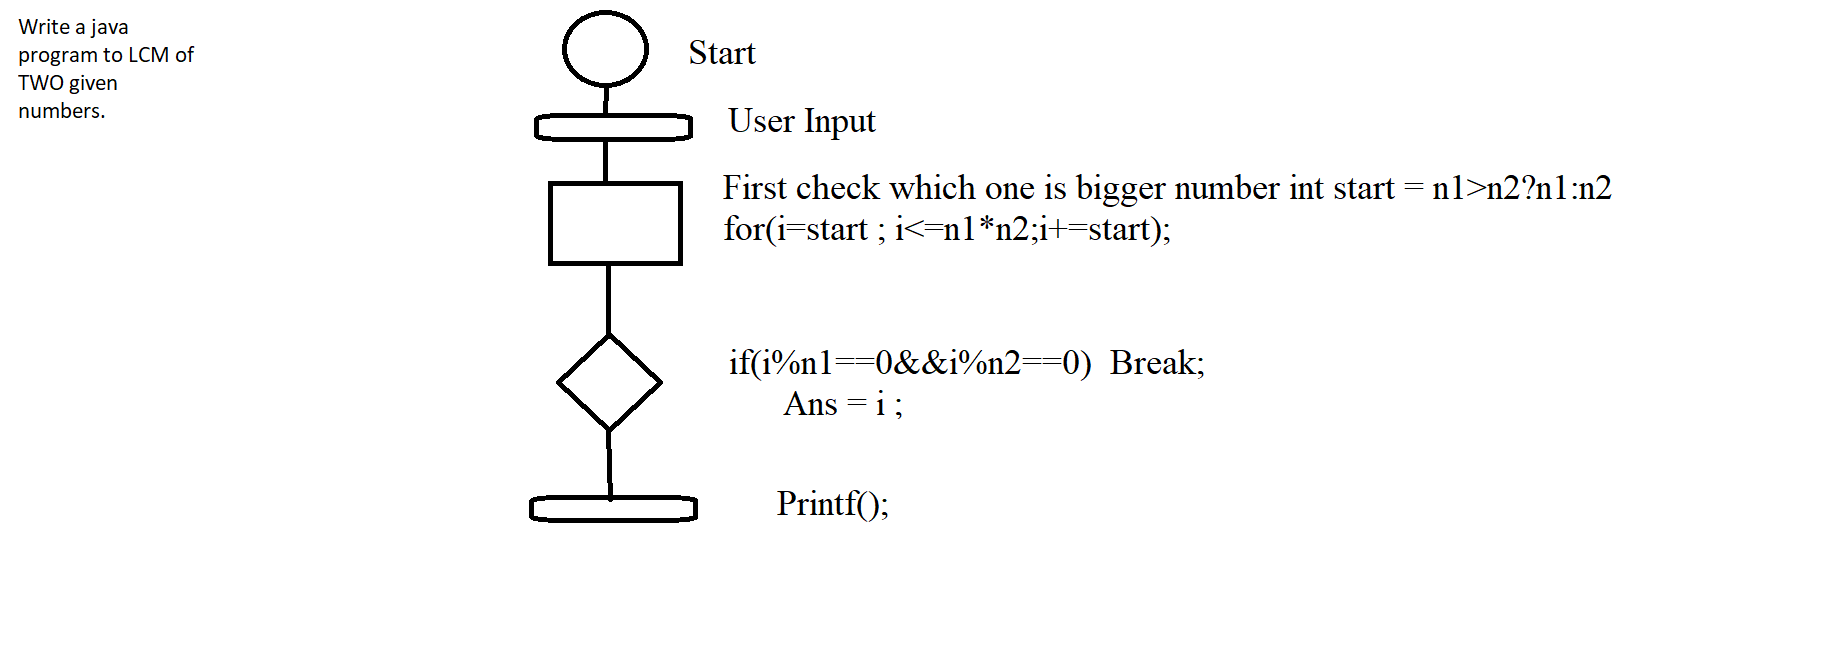 Write a java
program to LCM of
TWO given
numbers.
Start
User Input
First check which one is bigger number int start = n1>n2?n1:n2
for(i=start ; i<=n1*n2;i+=start);
if(i%n1==0&&i%n2==0)  Break;
Ans = i ;
Printf();